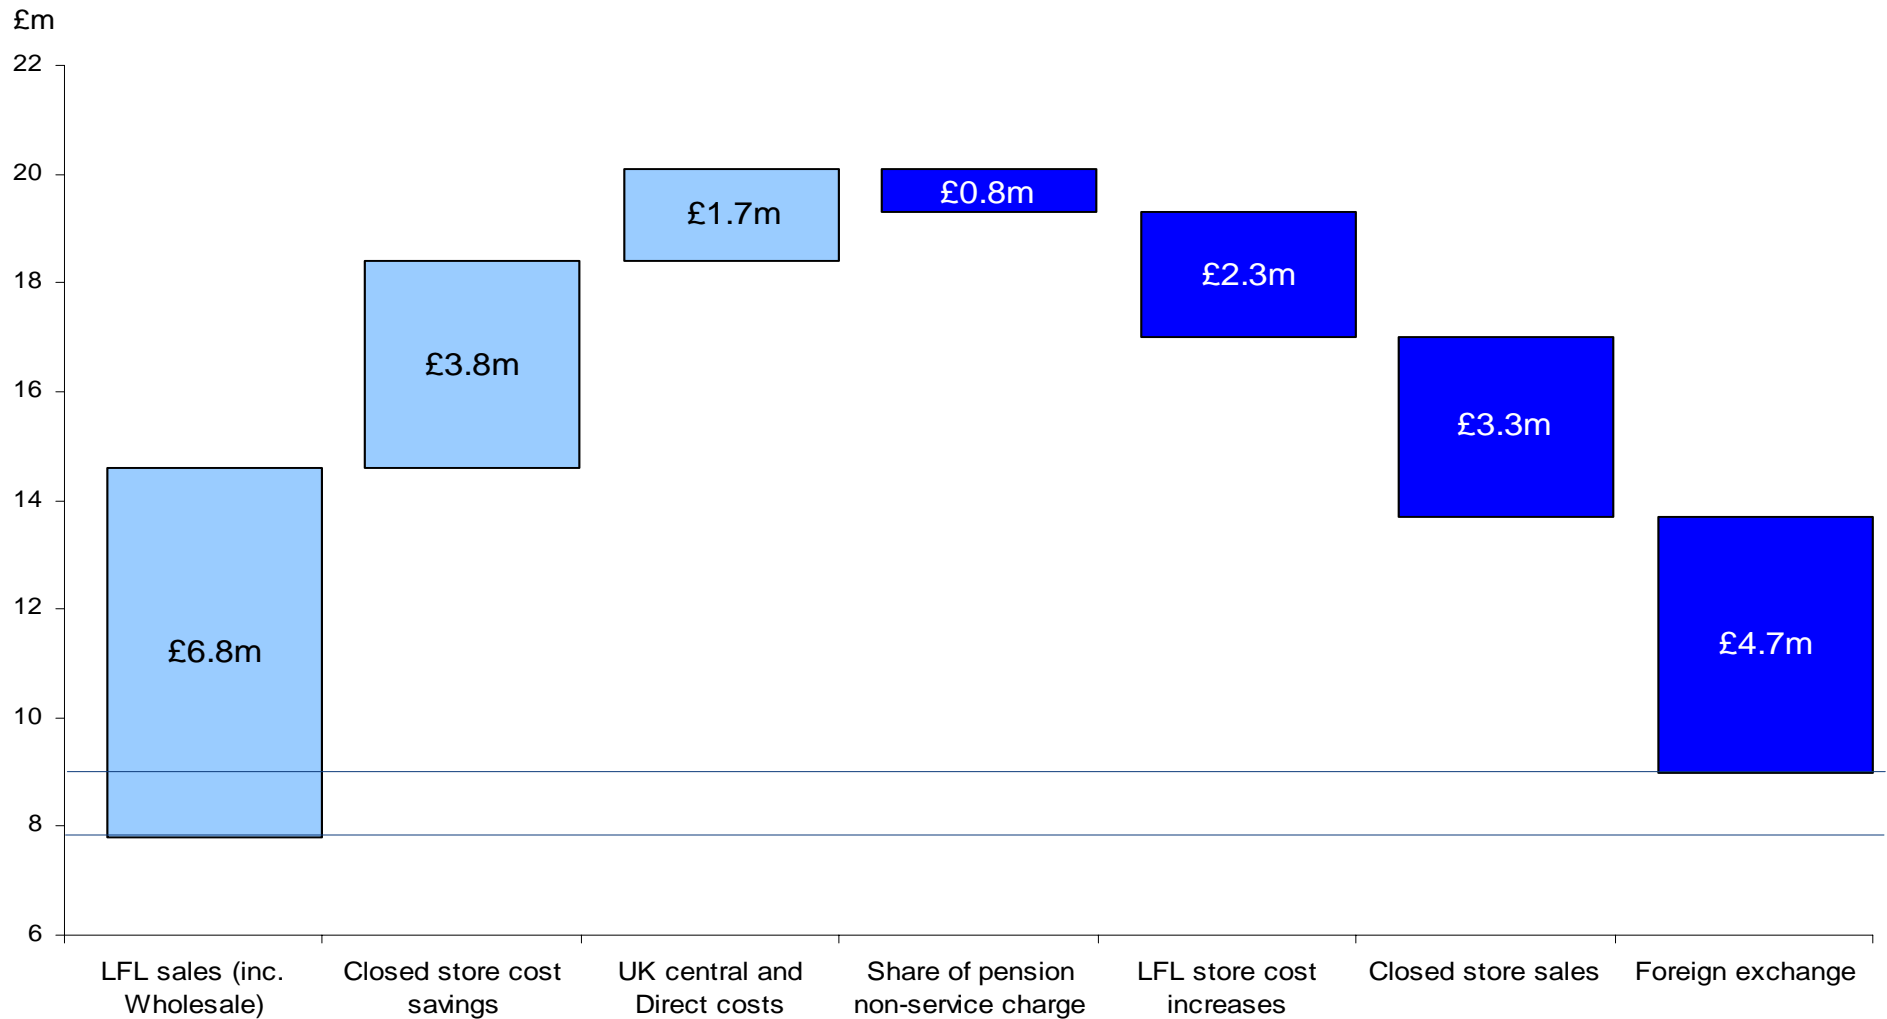 £m
22
20
18
16
14
12
10
8
6
£6.8m
£3.8m
£1.7m
£0.8m
£2.3m
£3.3m
£4.7m
LFL sales (inc.
Wholesale)
Closed store cost
savings
UK central and
Direct costs
Share of pension
non-service charge
LFL store cost
increases
Closed store sales
Foreign exchange